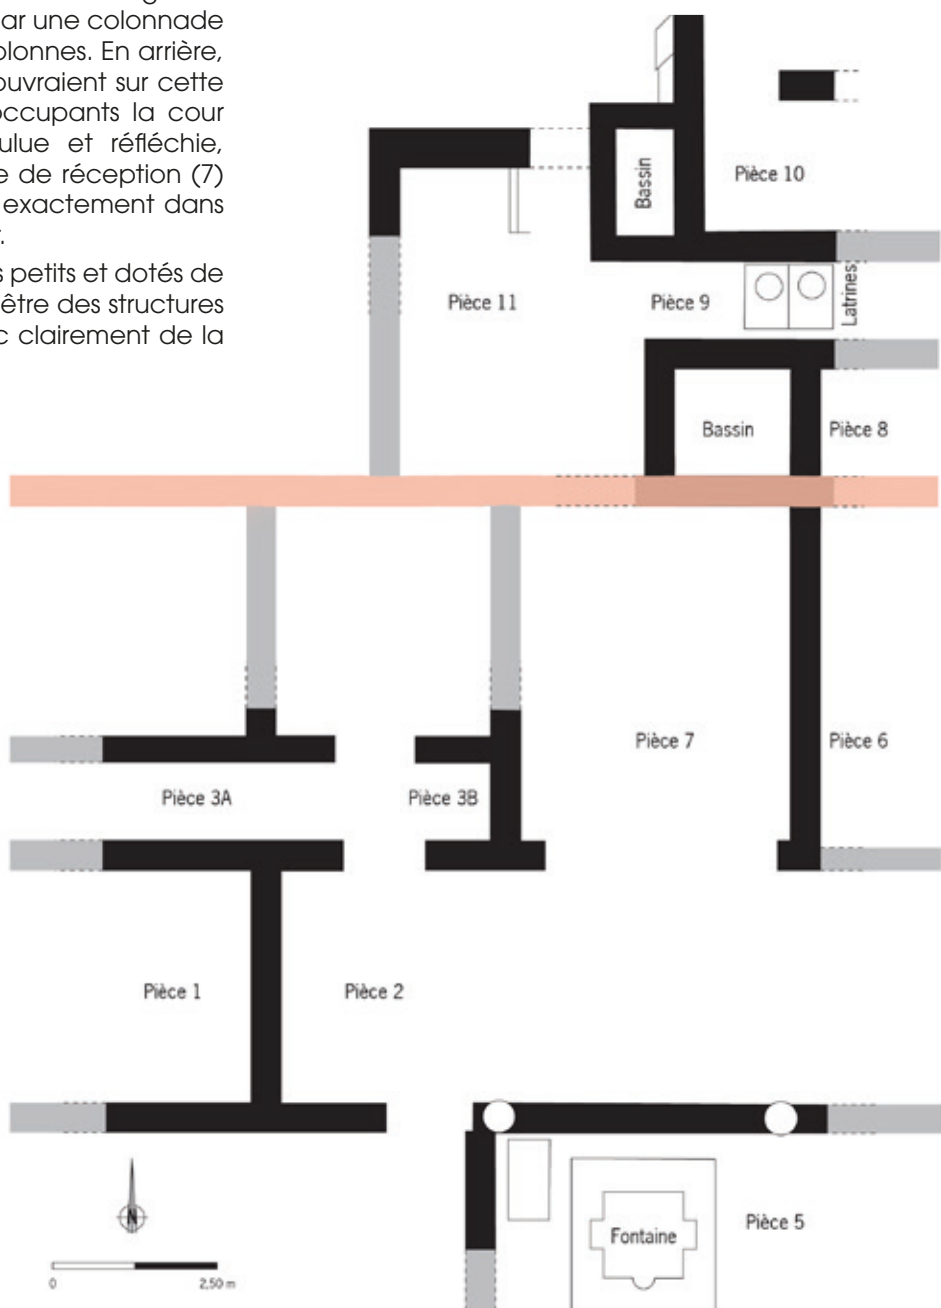 ar une colonnade
olonnes. En arrière,
ouvraient sur cette
occupants la cour
ulue et réfléchie,
e de réception (7)
exactement dans
s petits et dotés de
être des structures
c clairement de la
Bassin
Pièce 10
Pièce 11
Pièce 9
Latrines
Bassin
Pièce 8
Pièce 7
Pièce 6
Pièce 3A
Pièce 3B
Pièce 1
Pièce 2
N
0
2,50 m
Fontaine
Pièce 5